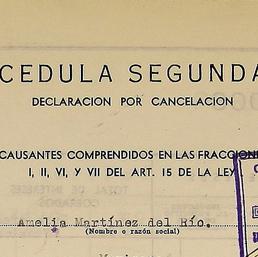 CEDULA SEGUNDA
DECLARACION POR CANCELACION
CAUSANTES COMPRENDIDOS EN LAS FRACCIONE
I, II, VI, Y VII DEL ART. 15 DE LA LEY
Amelia Martínez del Río.
(Nombre o razón social)